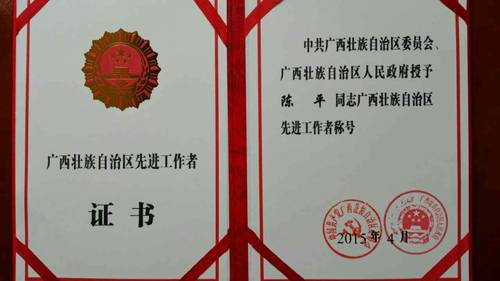 广西壮族自治区先进工作者
证书
中共广西壮族自治区委员会、
广西壮族自治区人民政府授予
陈 平 同志广西壮族自治区
先进工作者称号
2015年4月